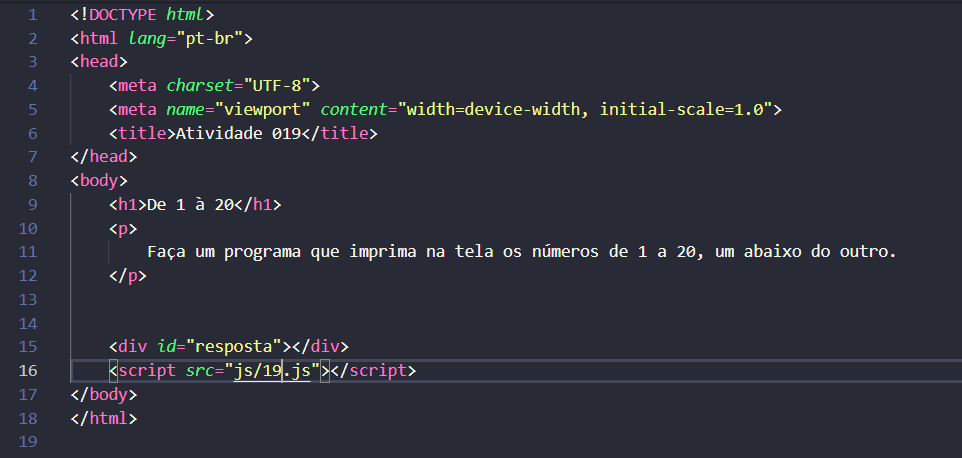 1 <!DOCTYPE html>
2 <html lang="pt-br">
3 <head>
4     <meta charset="UTF-8">
5     <meta name="viewport" content="width=device-width, initial-scale=1.0">
6     <title>Atividade 019</title>
7 </head>
8 <body>
9     <h1>De 1 à 20</h1>
10     <p>
11         Faça um programa que imprima na tela os números de 1 a 20, um abaixo do outro.
12     </p>
13
14
15     <div id="resposta"></div>
16     <script src="js/19.js"></script>
17 </body>
18 </html>
19